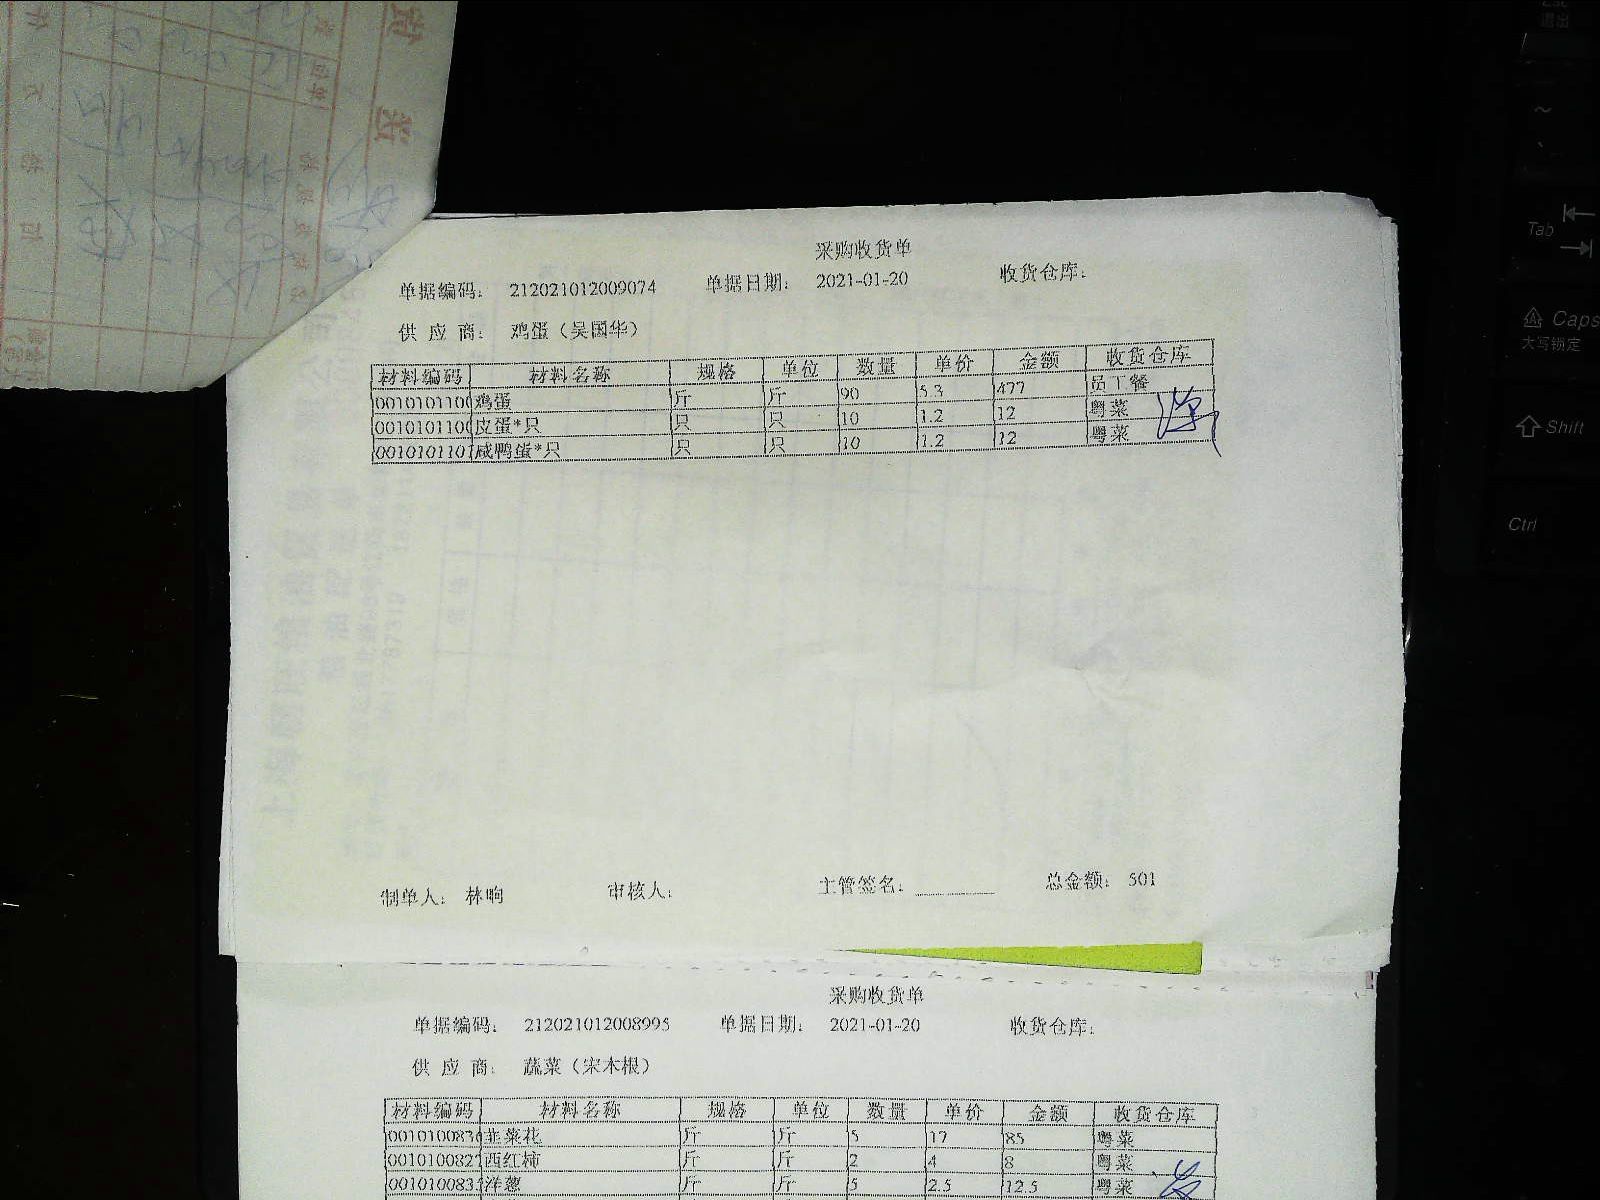 采购收货单
单据编码： 212021012009074 单据日期： 2021-01-20 收货仓库：
供 应 商： 鸡蛋（吴国华）
材料编码 材料名称 规格 单位 数量 单价 金额 收货仓库
0010101100 鸡蛋 斤 斤 90 5.3 477 员工餐
0010101100 皮蛋*只 只 只 10 1.2 12 粤菜
0010101107 咸鸭蛋*只 只 只 10 1.2 12 粤菜
制单人： 林晌 审核人： 主管签名： 总金额： 501
采购收货单
单据编码： 212021012008995 单据日期： 2021-01-20 收货仓库：
供 应 商： 蔬菜（宋木根）
材料编码 材料名称 规格 单位 数量 单价 金额 收货仓库
001010083 韭菜花 斤 斤 5 17 85 粤菜
001010082 西红柿 斤 斤 2 4 8 粤菜
001010083 洋葱 斤 斤 5 2.5 12.5 粤菜
Tab
Caps
大写锁定
Shift
Ctrl